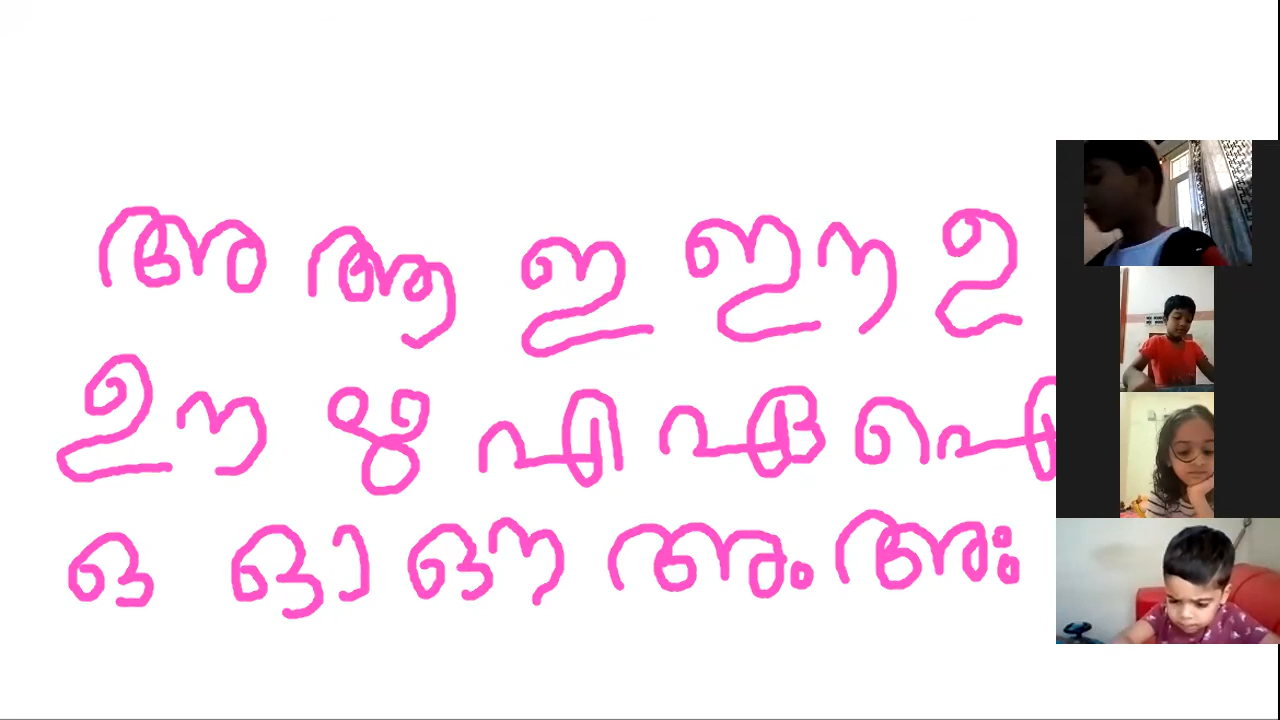 അ ആ ഇ ഈ ഉ
ഊ ഋ എ ഏ ഐ
ഒ ഓ ഔ അം അഃ